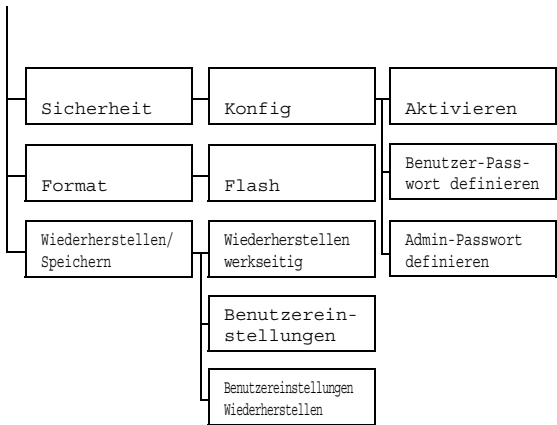 Sicherheit
Konfig
Aktivieren
Format
Flash
Benutzer-Pass-
wort definieren
Wiederherstellen/
Speichern
Wiederherstellen
werkseitig
Admin-Passwort
definieren
Benutzerein-
stellungen
Benutzereinstellungen
Wiederherstellen